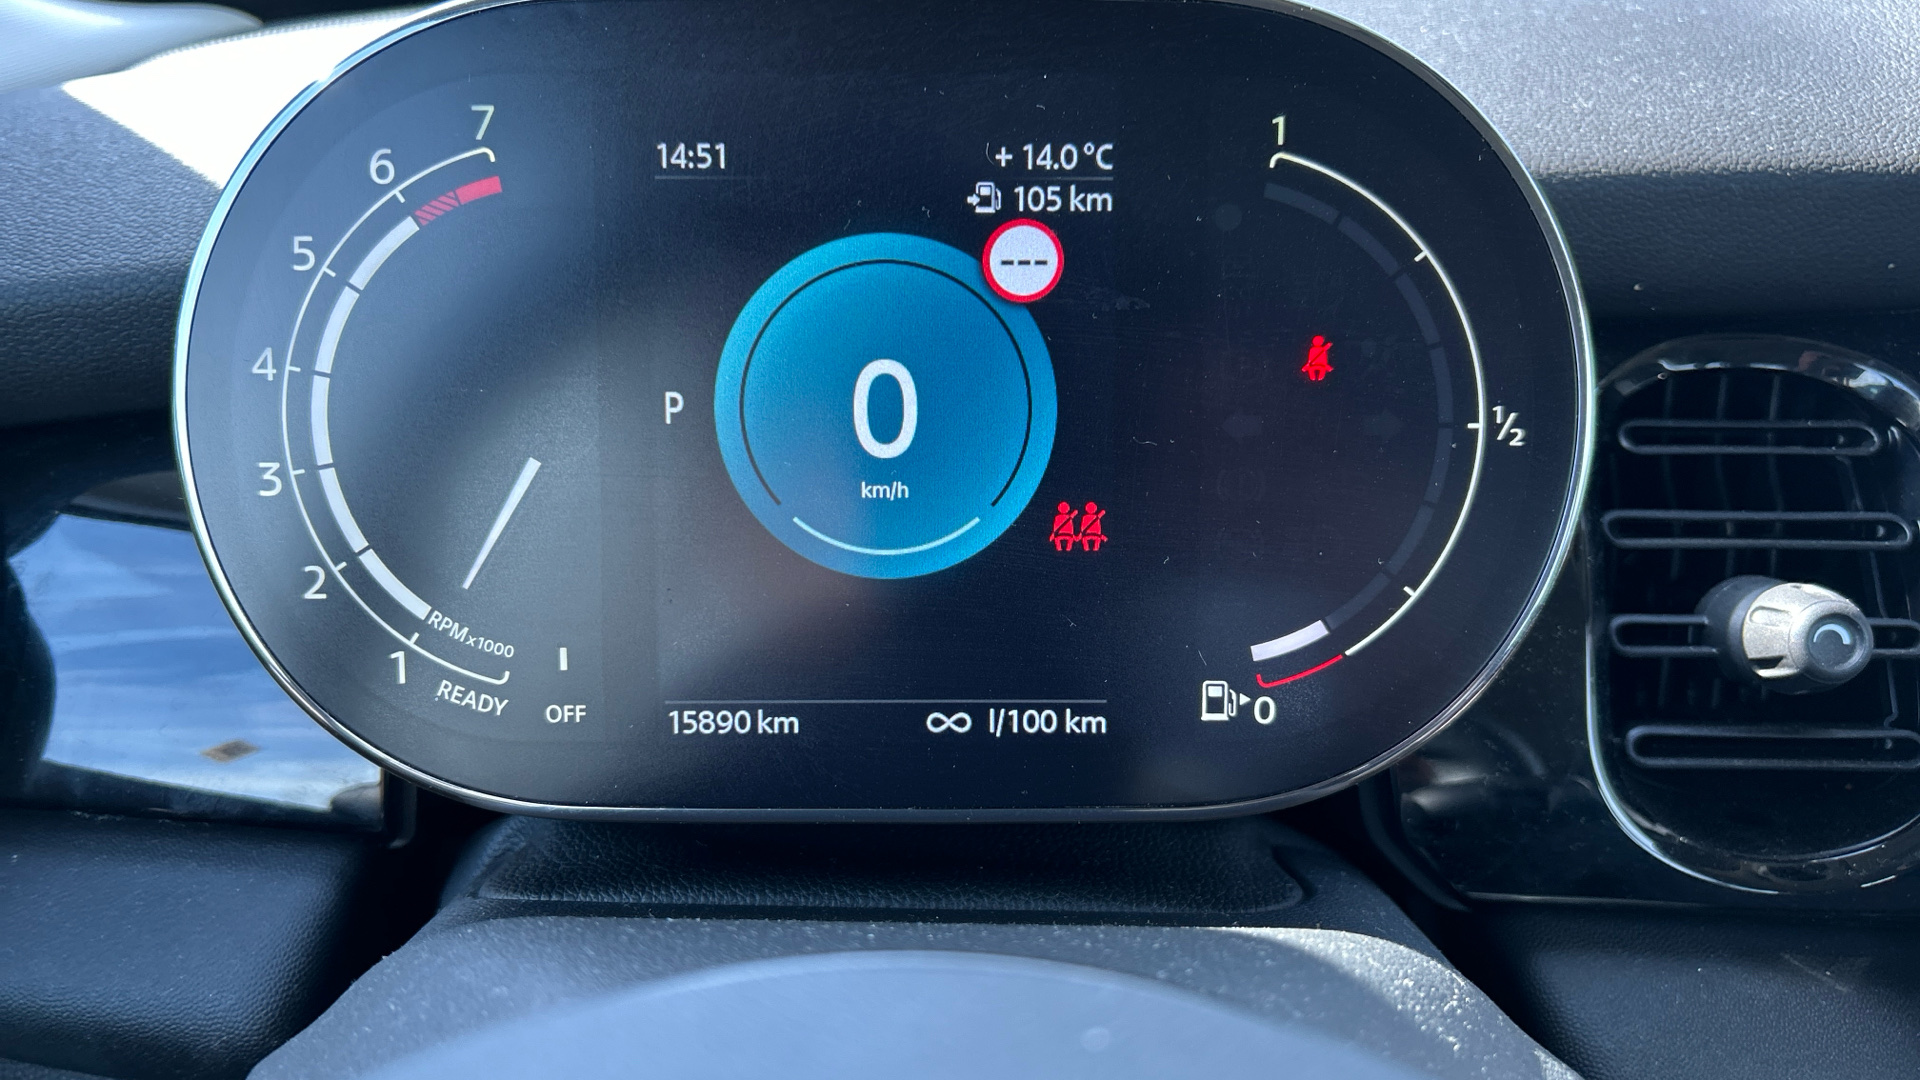 7
6
5
4
3
2
1
RPM x1000
READY
OFF
14:51
+ 14.0 °C
105 km
---
P
0
km/h
15890 km
∞ l/100 km
1
1/2
0